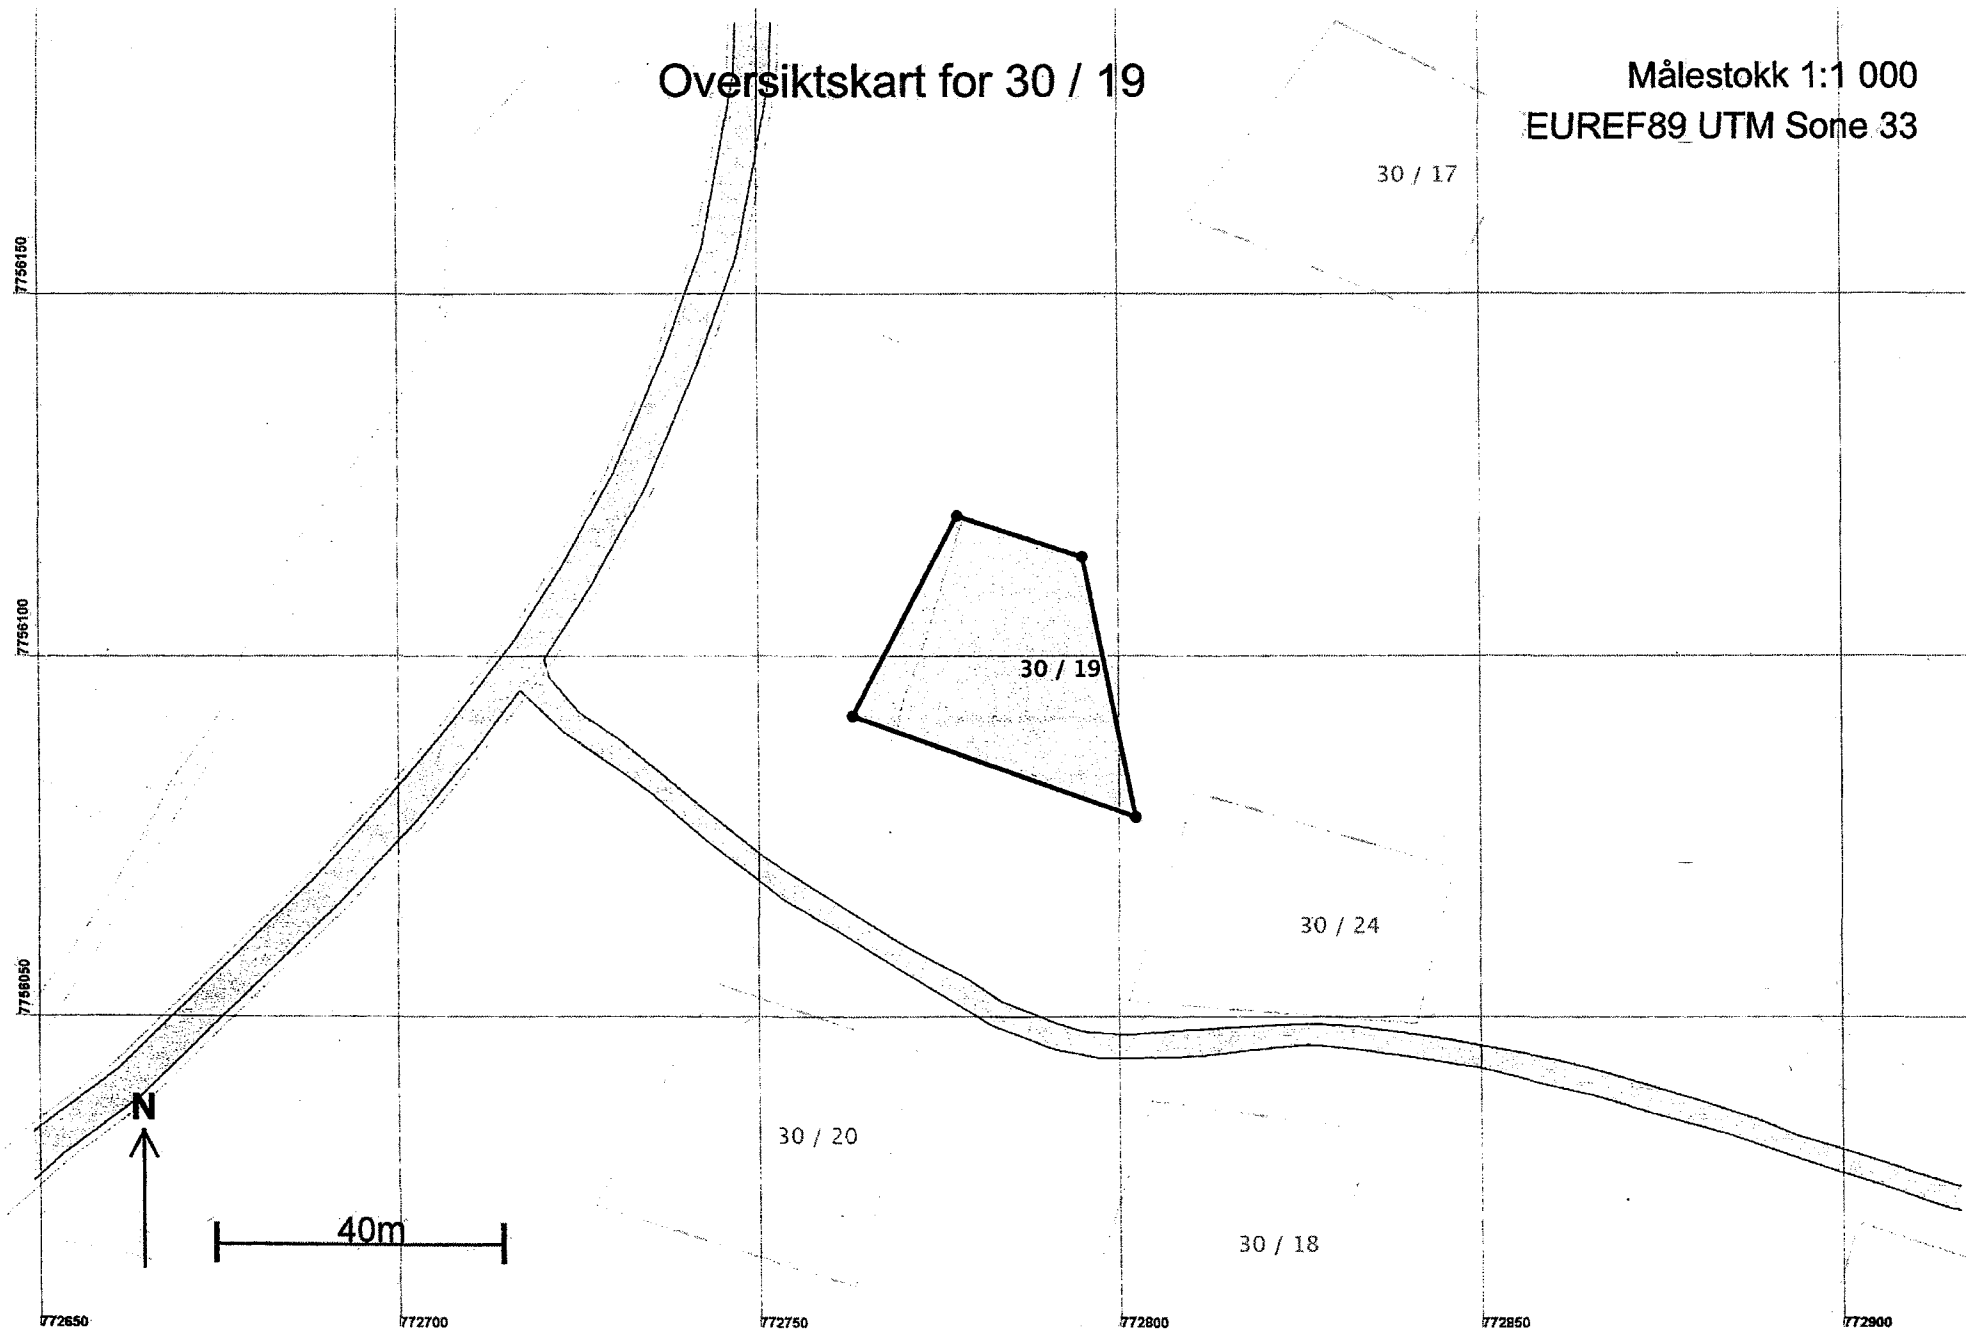 Oversiktskart for 30 / 19
Målestokk 1:1 000
EUREF89 UTM Sone 33
30 / 17
7756150
7756100
30 / 19
30 / 24
7756050
N
30 / 20
40m
30 / 18
772650
772700
772750
772800
772850
772900